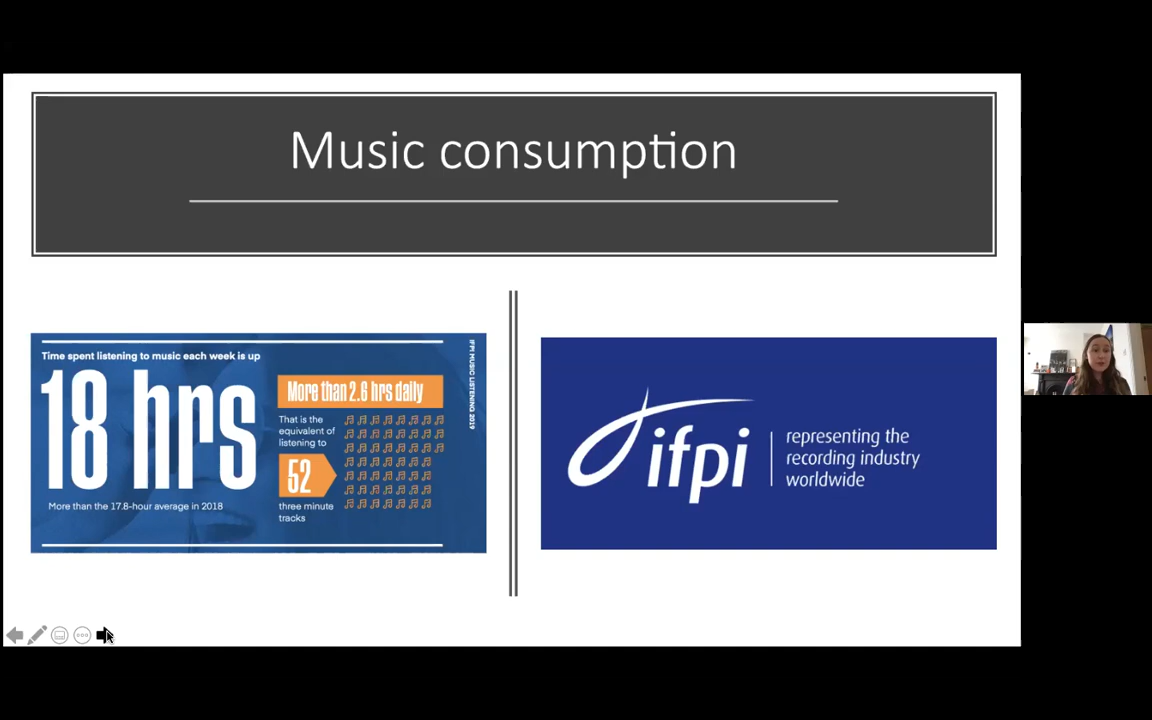 Music consumption
Time spent listening to music each week is up
18 hrs
More than the 17.8-hour average in 2018
More than 2.6 hrs daily
That is the
equivalent of
listening to
52
three minute
tracks
IFPI MUSIC LISTENING 2019
ifpi
representing the
recording industry
worldwide